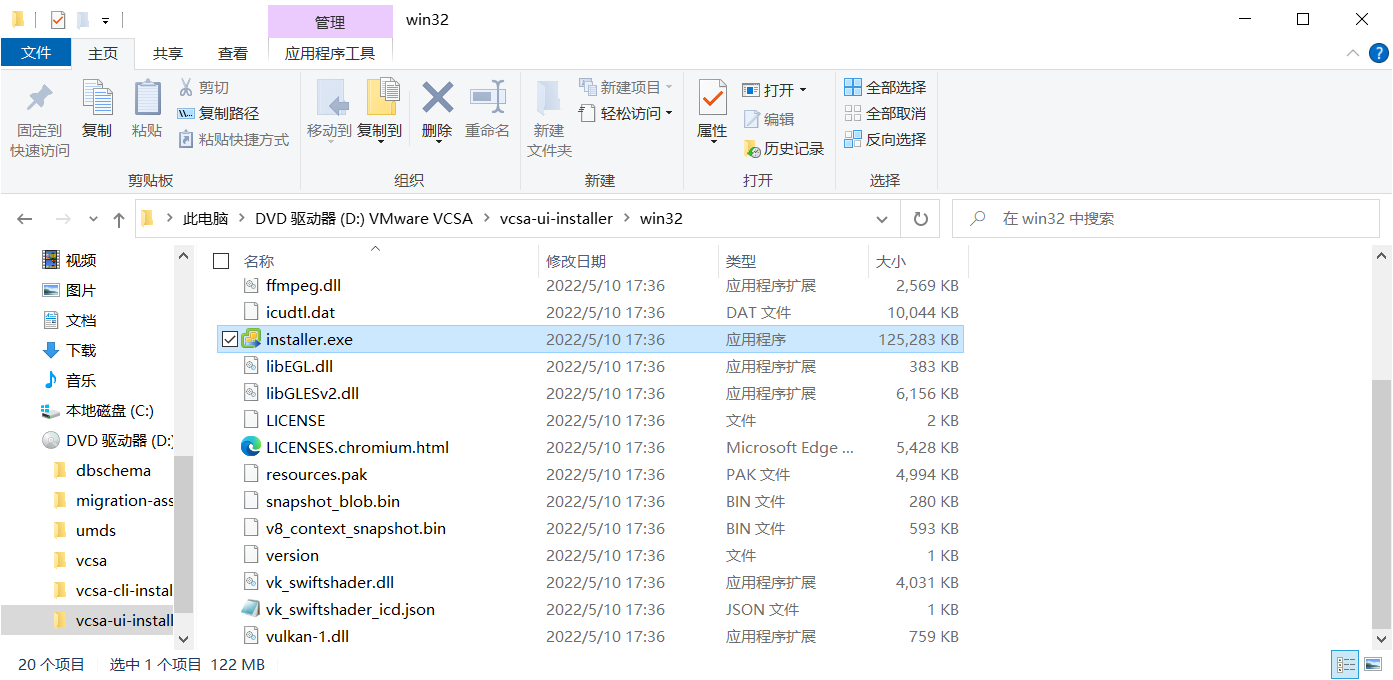 管理
win32
文件
主页
共享
查看
应用程序工具
固定到
快速访问
复制
粘贴
剪切
复制路径
粘贴快捷方式
剪贴板
移动到
复制到
删除
重命名
组织
新建
文件夹
新建项目
轻松访问
新建
属性
打开
编辑
历史记录
打开
全部选择
全部取消
反向选择
选择
此电脑 > DVD 驱动器 (D:) VMware VCSA > vcsa-ui-installer > win32
在 win32 中搜索
视频
图片
文档
下载
音乐
本地磁盘 (C:)
DVD 驱动器 (D:)
dbschema
migration-ass
umds
vcsa
vcsa-cli-instal
vcsa-ui-install
名称 修改日期 类型 大小
ffmpeg.dll 2022/5/10 17:36 应用程序扩展 2,569 KB
icudtl.dat 2022/5/10 17:36 DAT 文件 10,044 KB
installer.exe 2022/5/10 17:36 应用程序 125,283 KB
libEGL.dll 2022/5/10 17:36 应用程序扩展 383 KB
libGLESv2.dll 2022/5/10 17:36 应用程序扩展 6,156 KB
LICENSE 2022/5/10 17:36 文件 2 KB
LICENSES.chromium.html 2022/5/10 17:36 Microsoft Edge ... 5,428 KB
resources.pak 2022/5/10 17:36 PAK 文件 4,994 KB
snapshot_blob.bin 2022/5/10 17:36 BIN 文件 280 KB
v8_context_snapshot.bin 2022/5/10 17:36 BIN 文件 593 KB
version 2022/5/10 17:36 文件 1 KB
vk_swiftshader.dll 2022/5/10 17:36 应用程序扩展 4,031 KB
vk_swiftshader_icd.json 2022/5/10 17:36 JSON 文件 1 KB
vulkan-1.dll 2022/5/10 17:36 应用程序扩展 759 KB
20 个项目 选中 1 个项目 122 MB